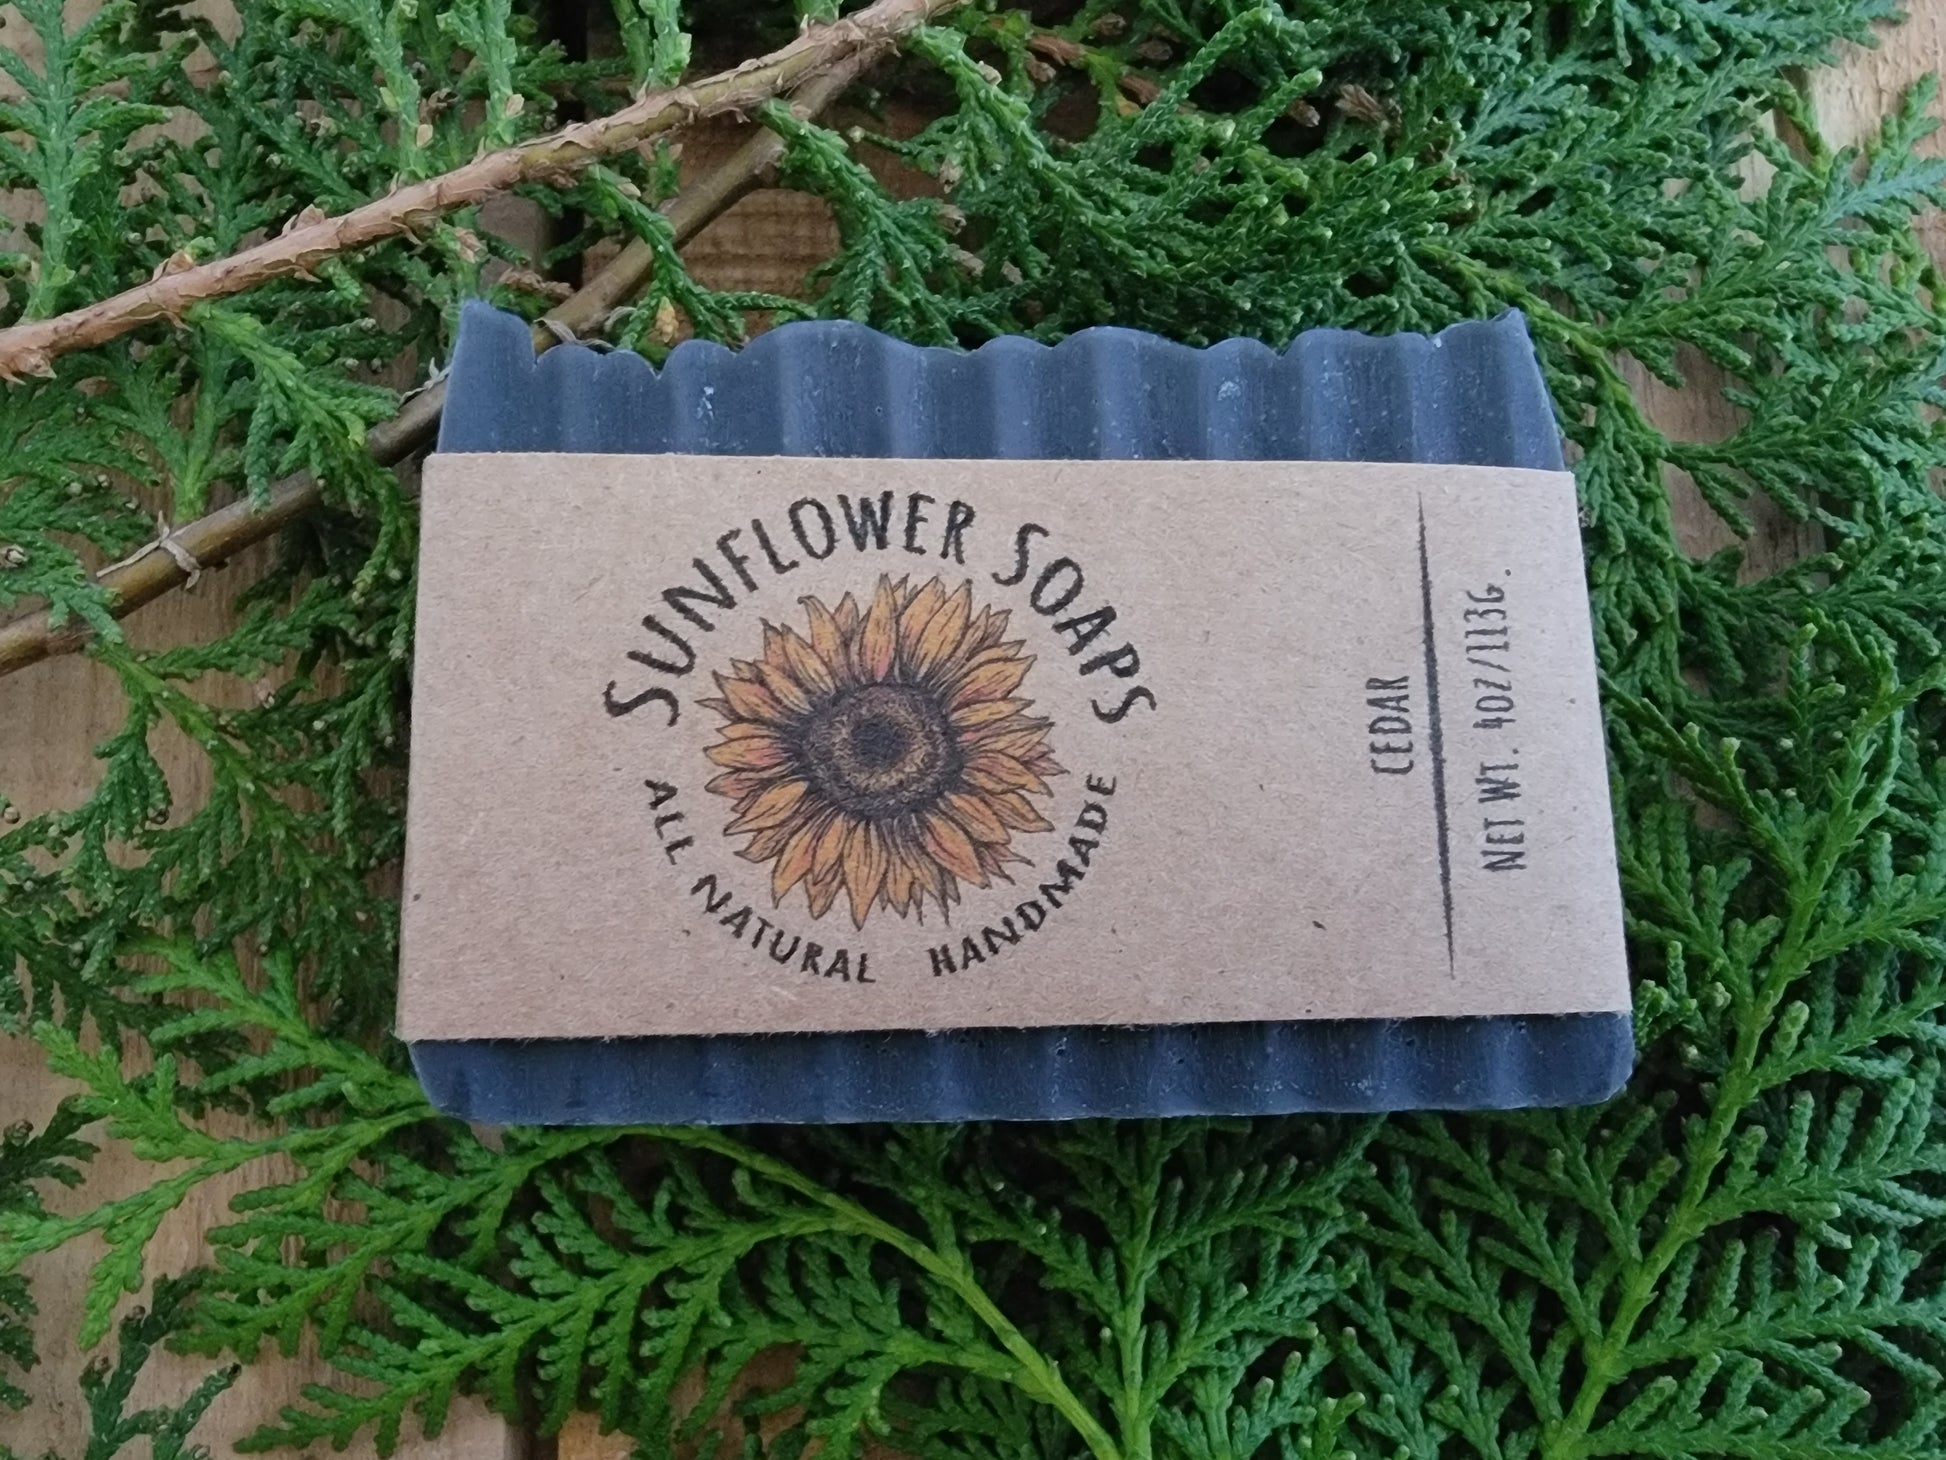 SUNFLOWER SOAPS
ALL NATURAL HANDMADE
CEDAR
NET WT. 4OZ/113G.